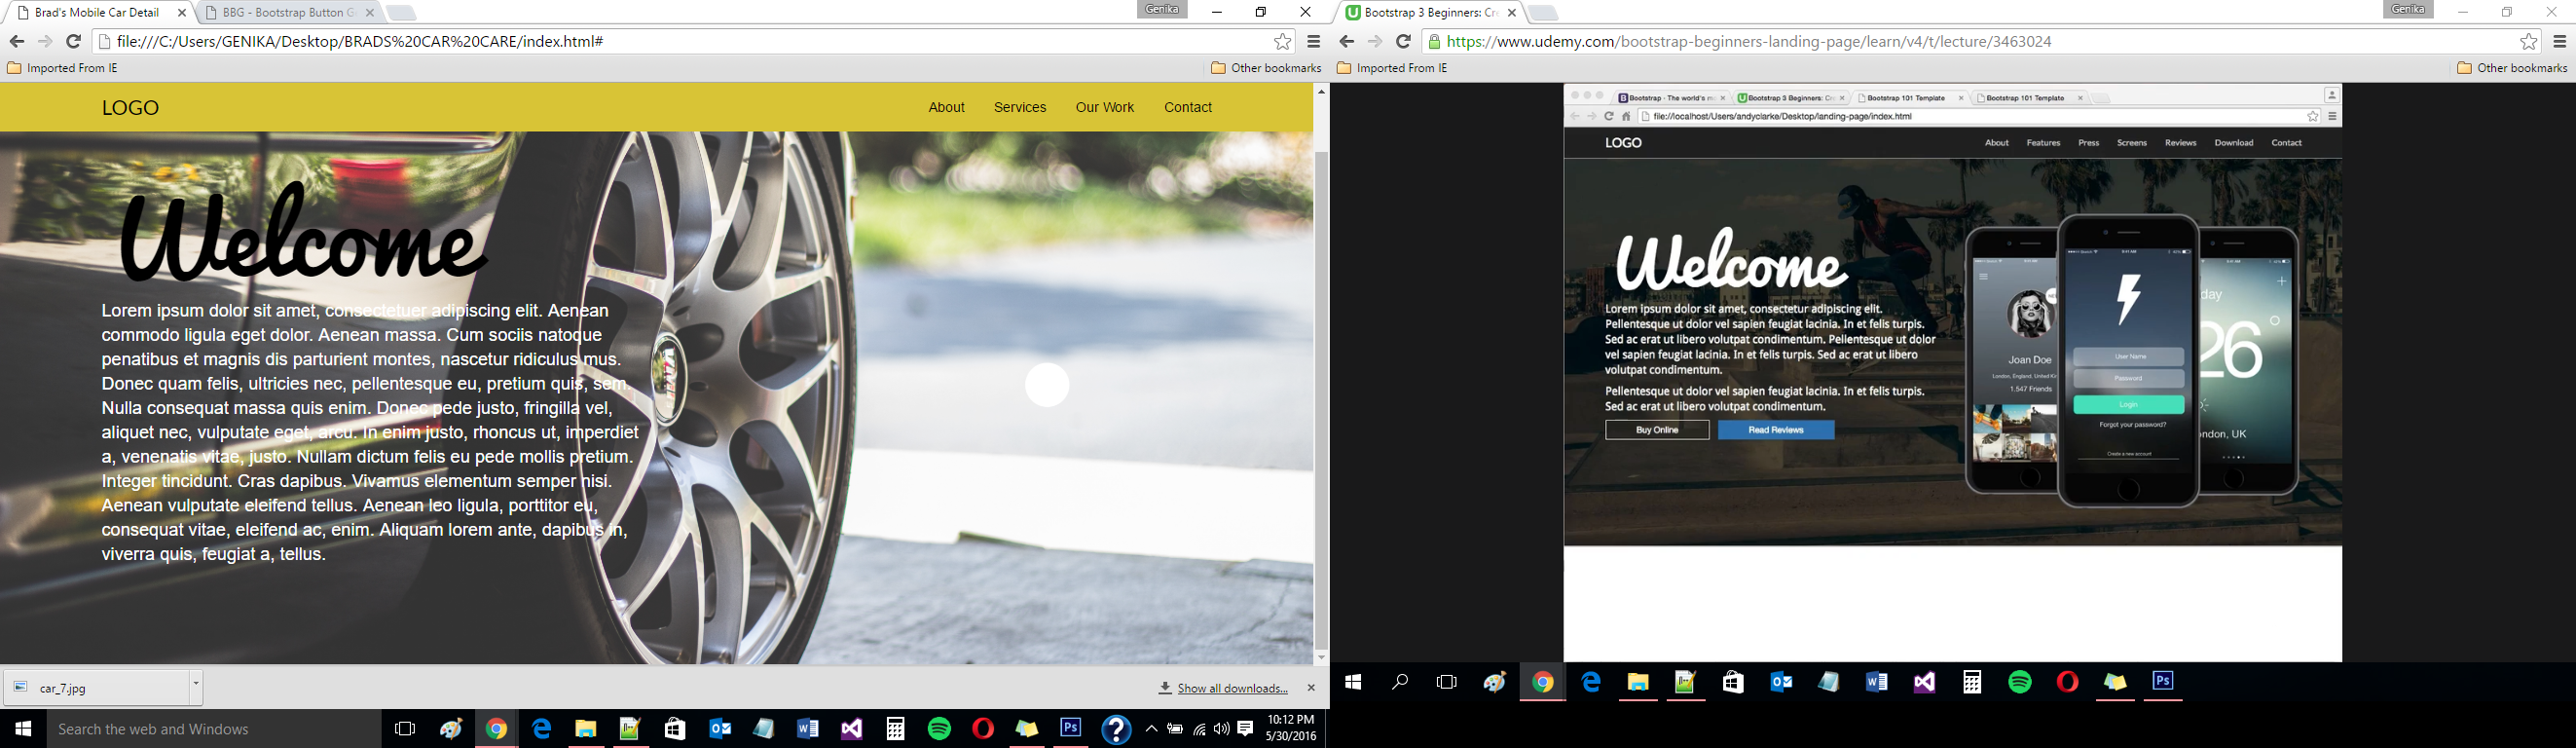 Brad's Mobile Car Detail
BBG - Bootstrap Button G
Genika
file:///C:/Users/GENIKA/Desktop/BRADS%20CAR%20CARE/index.html#
Imported From IE
Other bookmarks
LOGO
About
Services
Our Work
Contact
Welcome
Lorem ipsum dolor sit amet, consectetuer adipiscing elit. Aenean
commodo ligula eget dolor. Aenean massa. Cum sociis natoque
penatibus et magnis dis parturient montes, nascetur ridiculus mus.
Donec quam felis, ultricies nec, pellentesque eu, pretium quis, sem.
Nulla consequat massa quis enim. Donec pede justo, fringilla vel,
aliquet nec, vulputate eget, arcu. In enim justo, rhoncus ut, imperdiet
a, venenatis vitae, justo. Nullam dictum felis eu pede mollis pretium.
Integer tincidunt. Cras dapibus. Vivamus elementum semper nisi.
Aenean vulputate eleifend tellus. Aenean leo ligula, porttitor eu,
consequat vitae, eleifend ac, enim. Aliquam lorem ante, dapibus in,
viverra quis, feugiat a, tellus.
car_7.jpg
Show all downloads...
Search the web and Windows
10:12 PM
5/30/2016
Bootstrap 3 Beginners: Cre
Genika
https://www.udemy.com/bootstrap-beginners-landing-page/learn/v4/t/lecture/3463024
Imported From IE
Other bookmarks
Bootstrap · The world's m
Bootstrap 3 Beginners: Cre
Bootstrap 101 Template
Bootstrap 101 Template
file://localhost/Users/andyclarke/Desktop/landing-page/index.html
LOGO
About
Features
Press
Screens
Reviews
Download
Contact
Welcome
Lorem ipsum dolor sit amet, consectetur adipiscing elit.
Pellentesque ut dolor vel sapien feugiat lacinia. In et felis turpis.
Sed ac erat ut libero volutpat condimentum. Pellentesque ut dolor
vel sapien feugiat lacinia. In et felis turpis. Sed ac erat ut libero
volutpat condimentum.
Pellentesque ut dolor vel sapien feugiat lacinia. In et felis turpis.
Sed ac erat ut libero volutpat condimentum.
Buy Online
Read Reviews
Joan Doe
London, England, United Ki
1.547 Friends
9:41 AM
User Name
Password
Login
Forgot your password?
Create a new account
day
26
ondon, UK